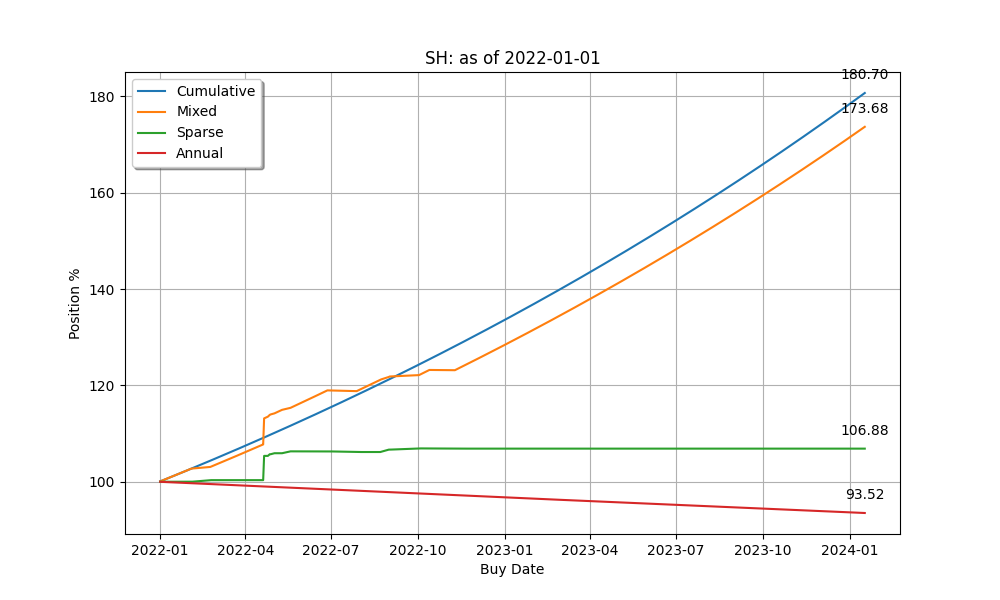 SH: as of 2022-01-01
Cumulative
Mixed
Sparse
Annual
180.70
173.68
106.88
93.52
180
160
140
120
100
Position %
2022-01 2022-04 2022-07 2022-10 2023-01 2023-04 2023-07 2023-10 2024-01
Buy Date